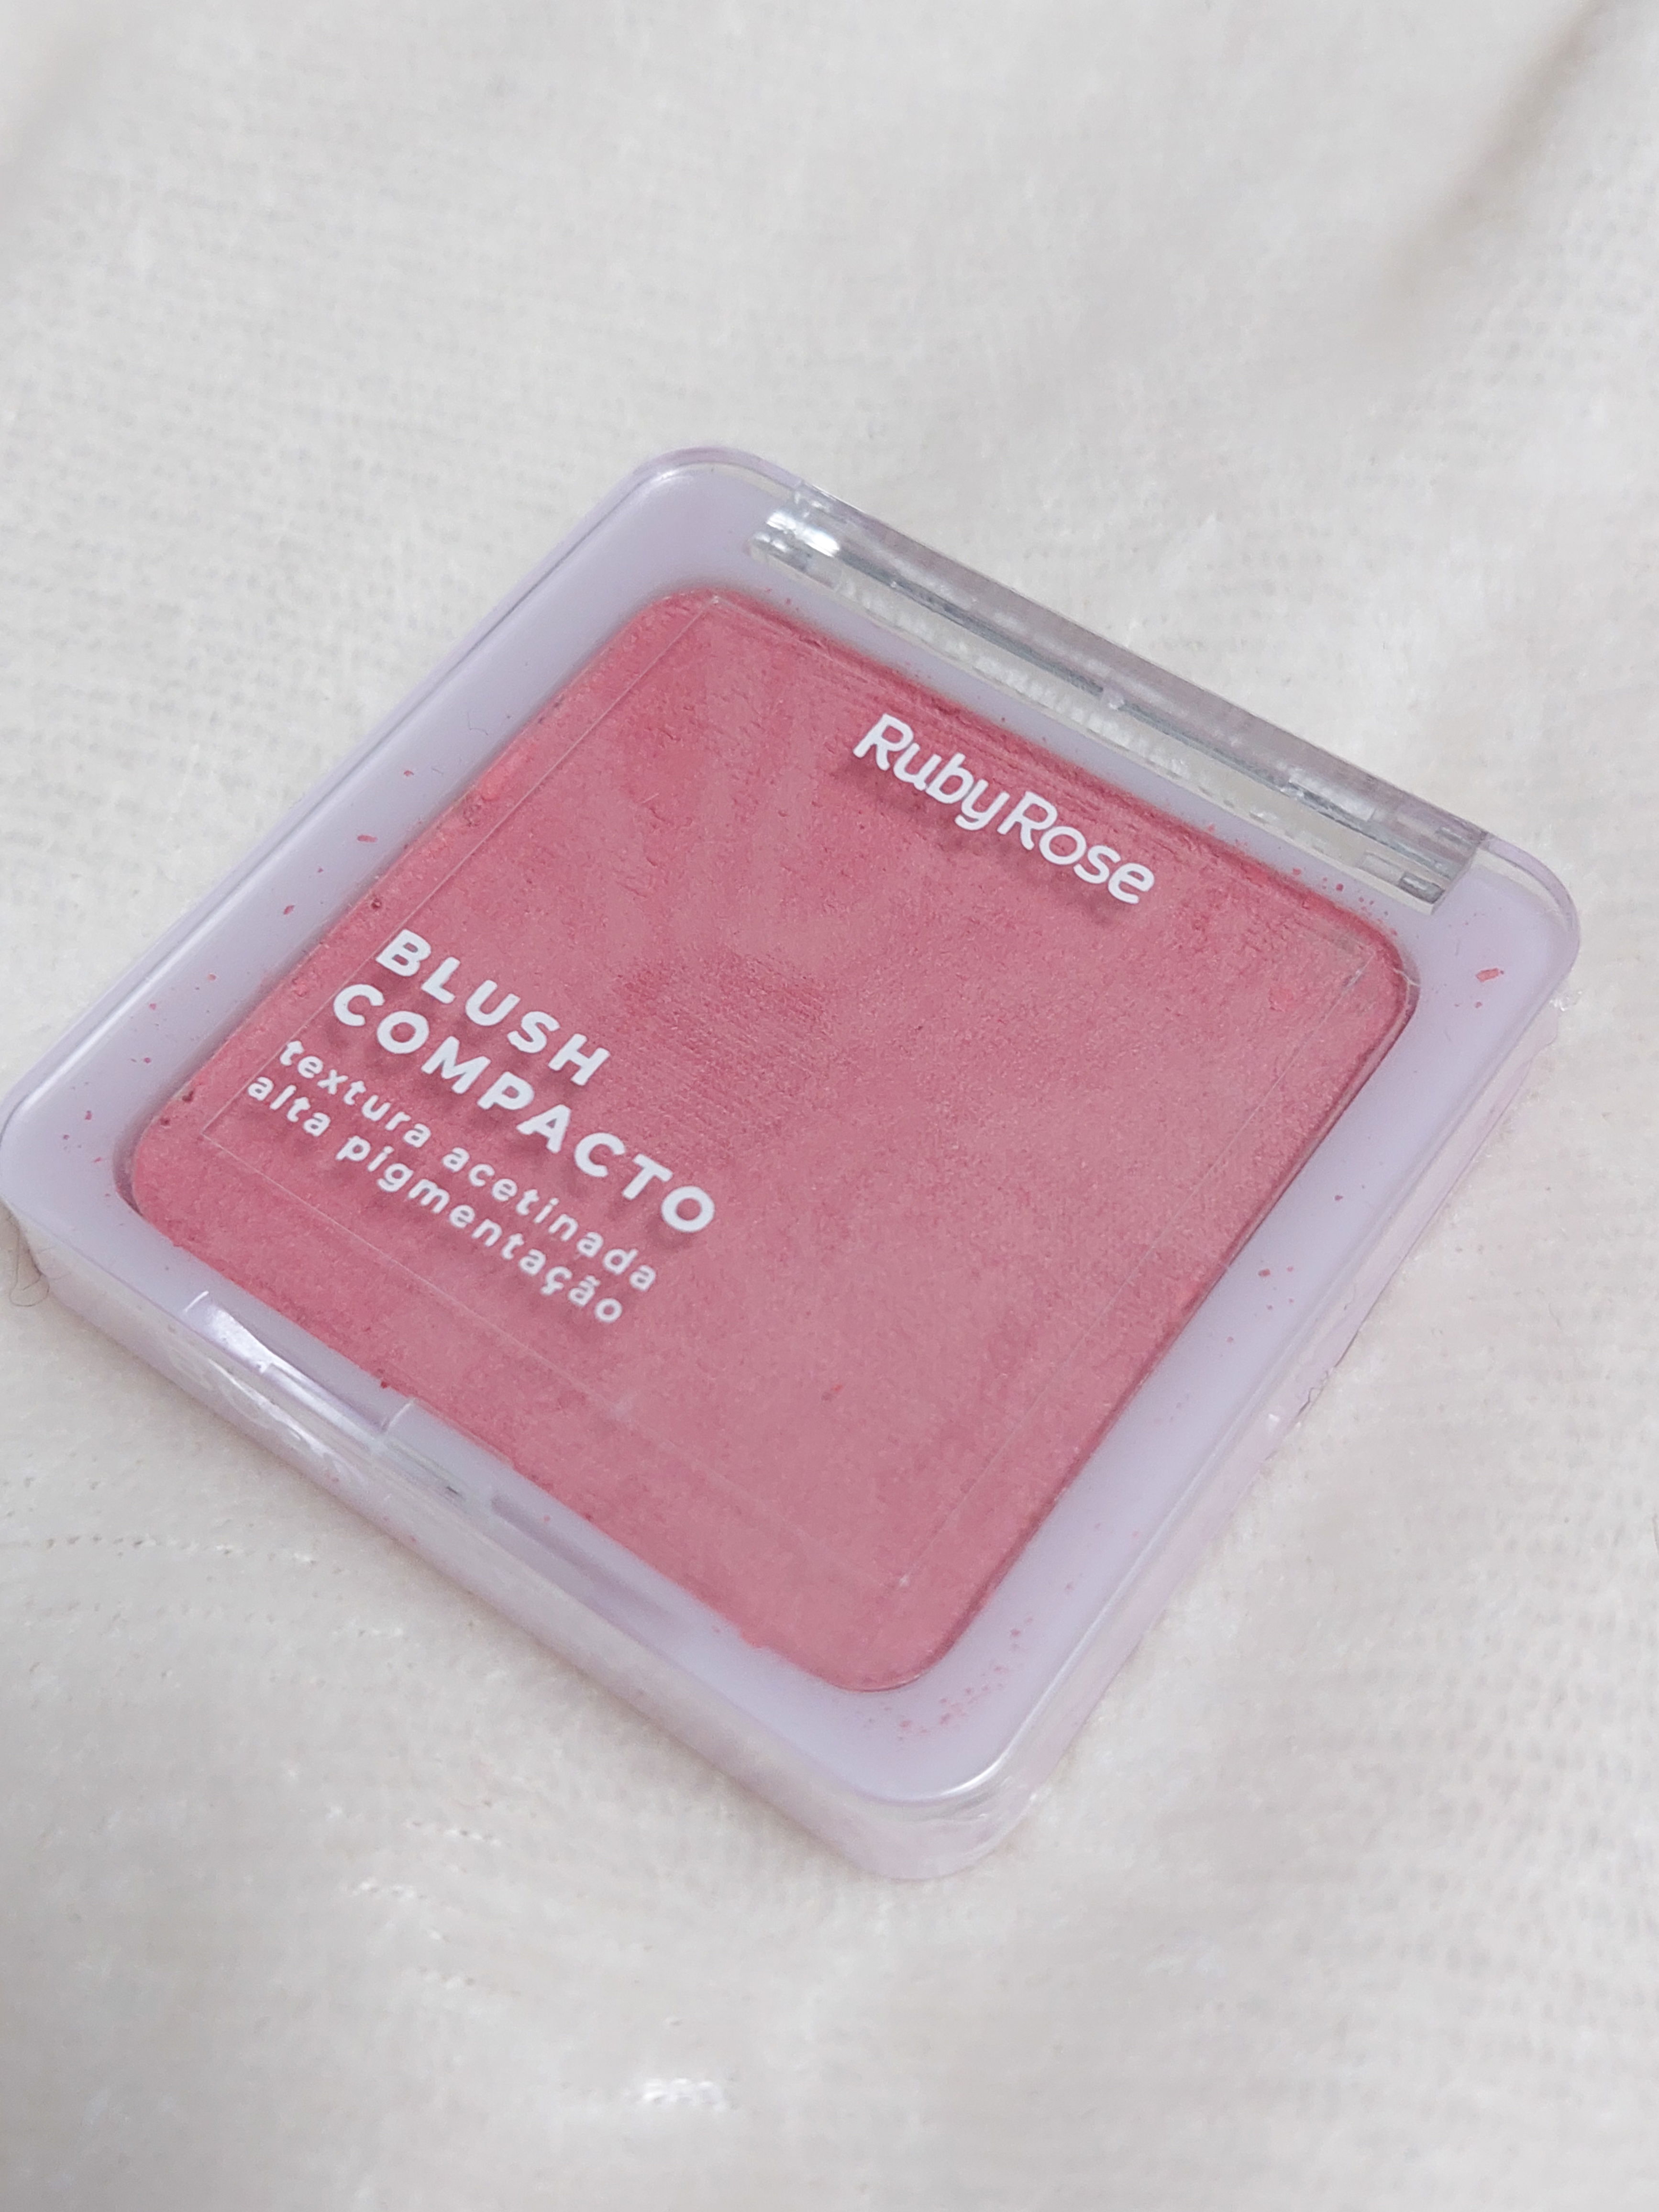 RubyRose
BLUSH
COMPACTO
textura acetinada
alta pigmentação